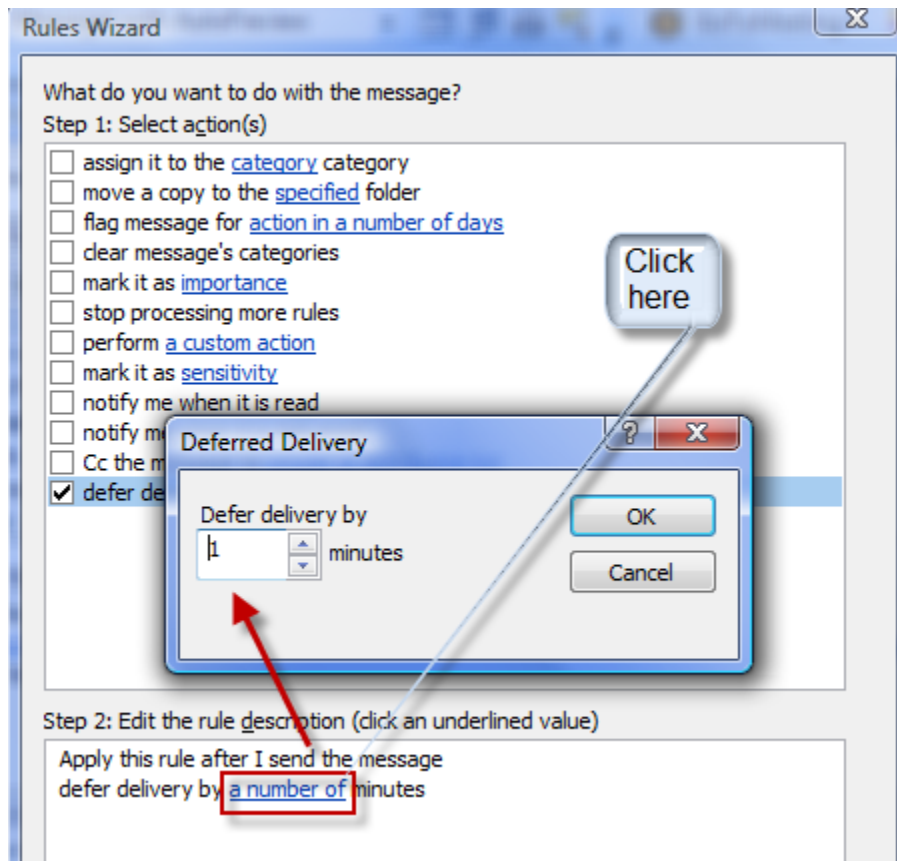 Rules Wizard
What do you want to do with the message?
Step 1: Select action(s)
assign it to the category category
move a copy to the specified folder
flag message for action in a number of days
clear message's categories
mark it as importance
stop processing more rules
perform a custom action
mark it as sensitivity
notify me when it is read
notify m
Cc the m
defer de
Click
here
Deferred Delivery
Defer delivery by
1 minutes
OK
Cancel
Step 2: Edit the rule description (click an underlined value)
Apply this rule after I send the message
defer delivery by a number of minutes